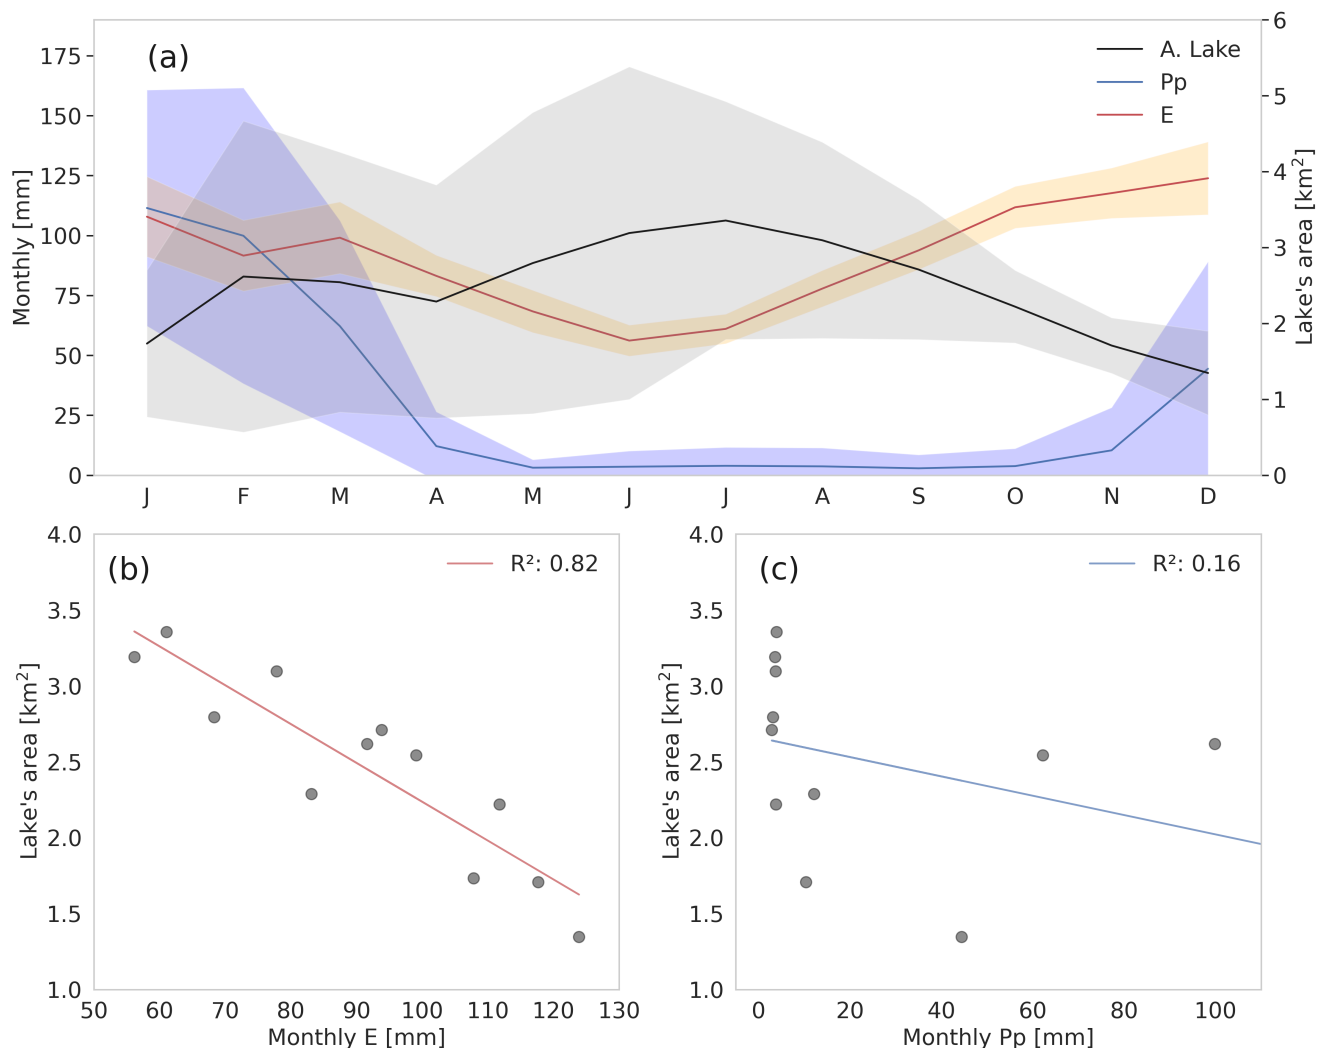 (a)
A. Lake
Pp
E
175
150
125
100
75
50
25
0
Monthly [mm]
6
5
4
3
2
1
0
Lake's area [km²]
J F M A M J J A S O N D
(b)
R²: 0.82
4.0
3.5
3.0
2.5
2.0
1.5
1.0
Lake's area [km²]
50 60 70 80 90 100 110 120 130
Monthly E [mm]
(c)
R²: 0.16
4.0
3.5
3.0
2.5
2.0
1.5
1.0
Lake's area [km²]
0 20 40 60 80 100
Monthly Pp [mm]